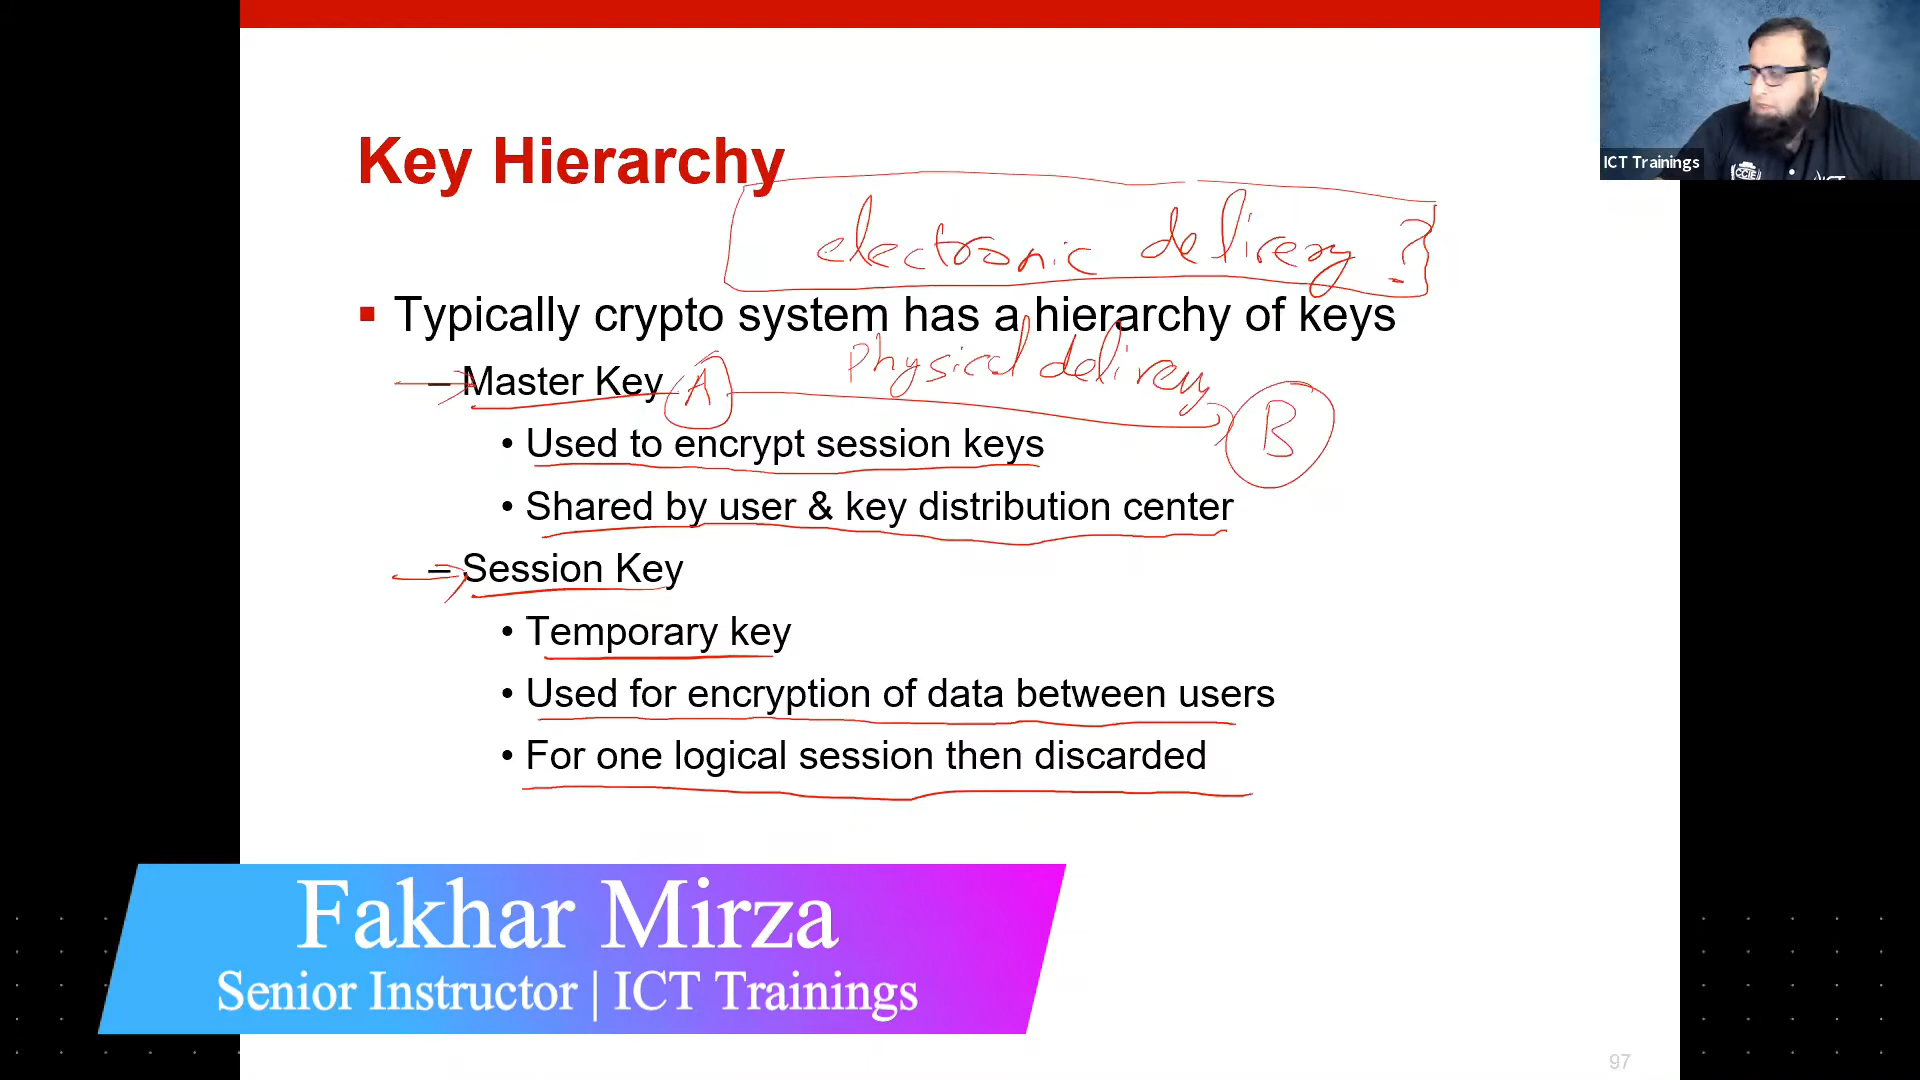 ICT Trainings
CCIE
Key Hierarchy
electronic delivery ?
▪ Typically crypto system has a hierarchy of keys
Physical delivery
– Master Key
A
B
• Used to encrypt session keys
• Shared by user & key distribution center
– Session Key
• Temporary key
• Used for encryption of data between users
• For one logical session then discarded
Fakhar Mirza
Senior Instructor | ICT Trainings
97